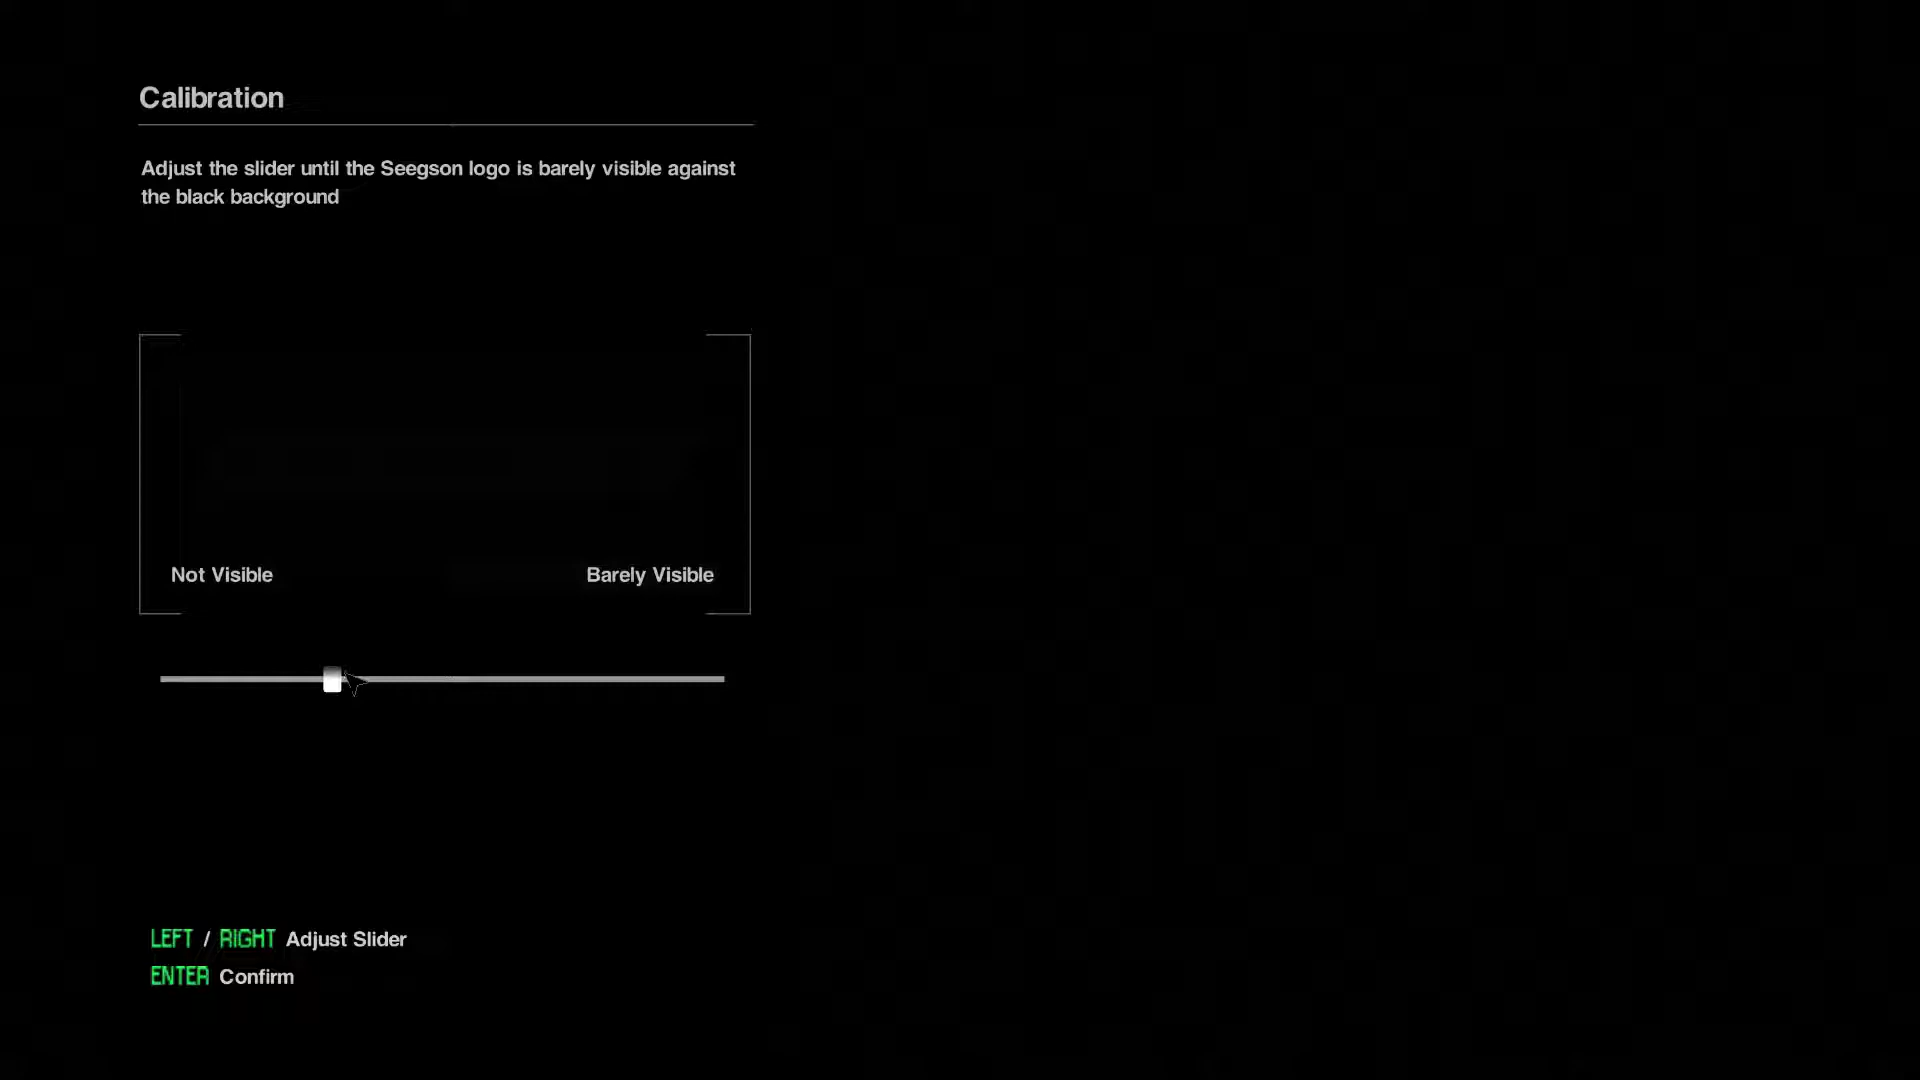 Calibration
Adjust the slider until the Seegson logo is barely visible against
the black background
Not Visible
Barely Visible
LEFT / RIGHT Adjust Slider
ENTER Confirm